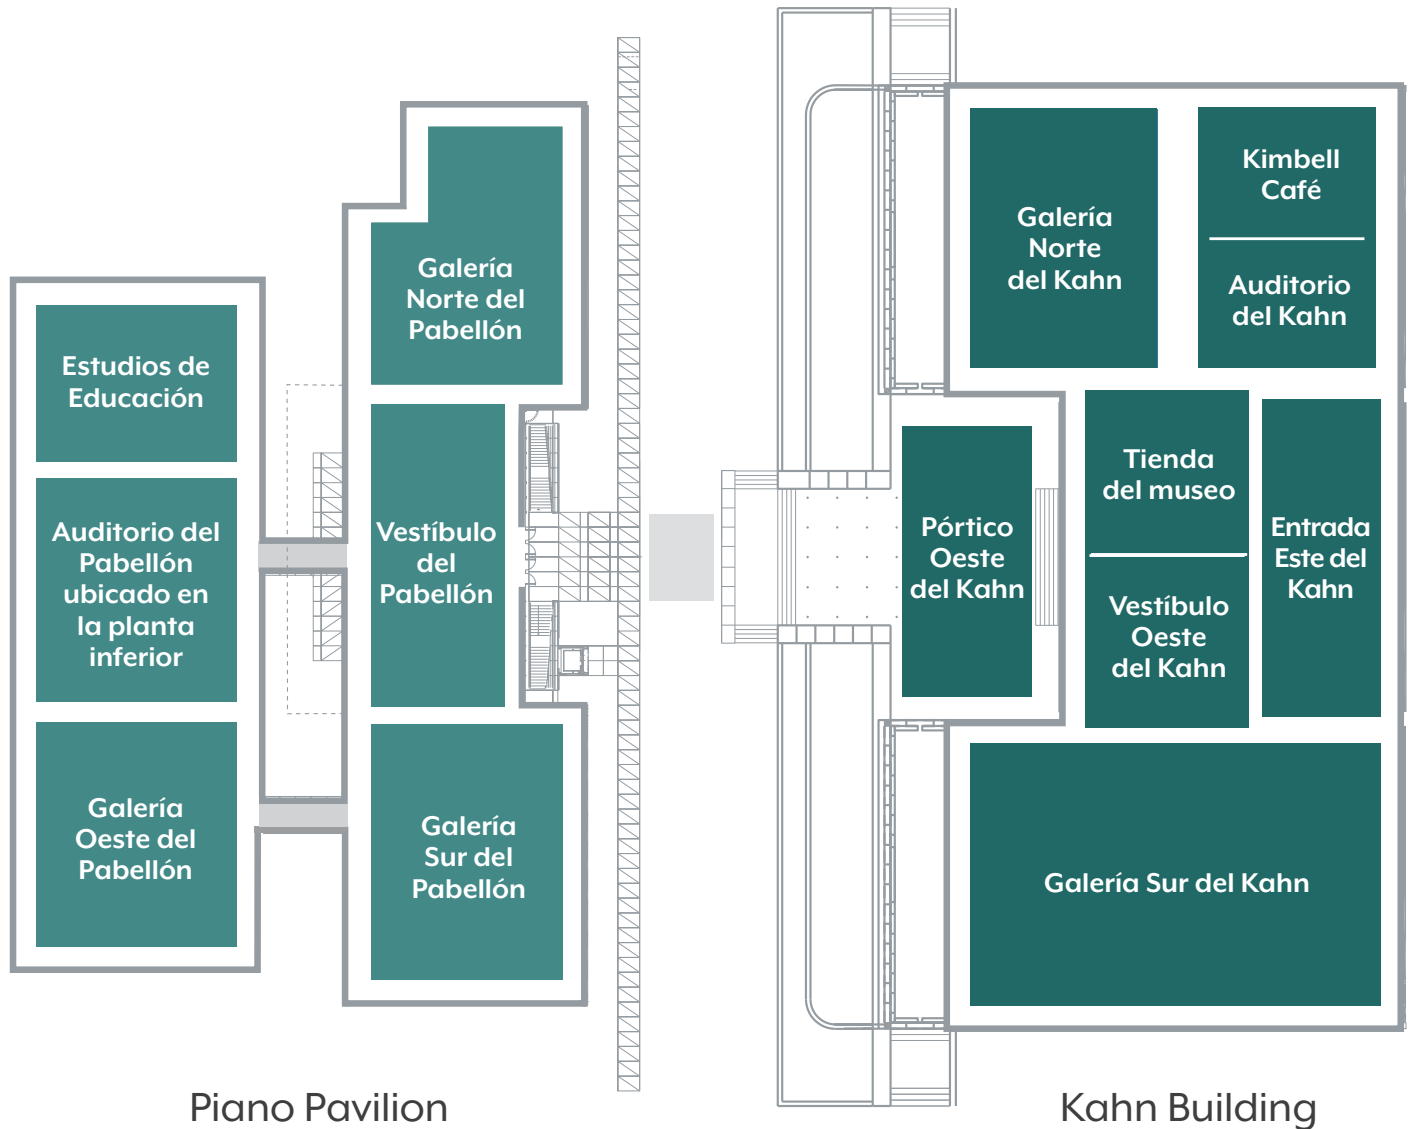 Galería
Norte del
Pabellón
Estudios de
Educación
Auditorio del
Pabellón
ubicado en
la planta
inferior
Vestíbulo
del
Pabellón
Galería
Oeste del
Pabellón
Galería
Sur del
Pabellón
Piano Pavilion
Galería
Norte
del Kahn
Kimbell
Café
Auditorio
del Kahn
Pórtico
Oeste
del Kahn
Tienda
del museo
Vestíbulo
Oeste
del Kahn
Entrada
Este del
Kahn
Galería Sur del Kahn
Kahn Building